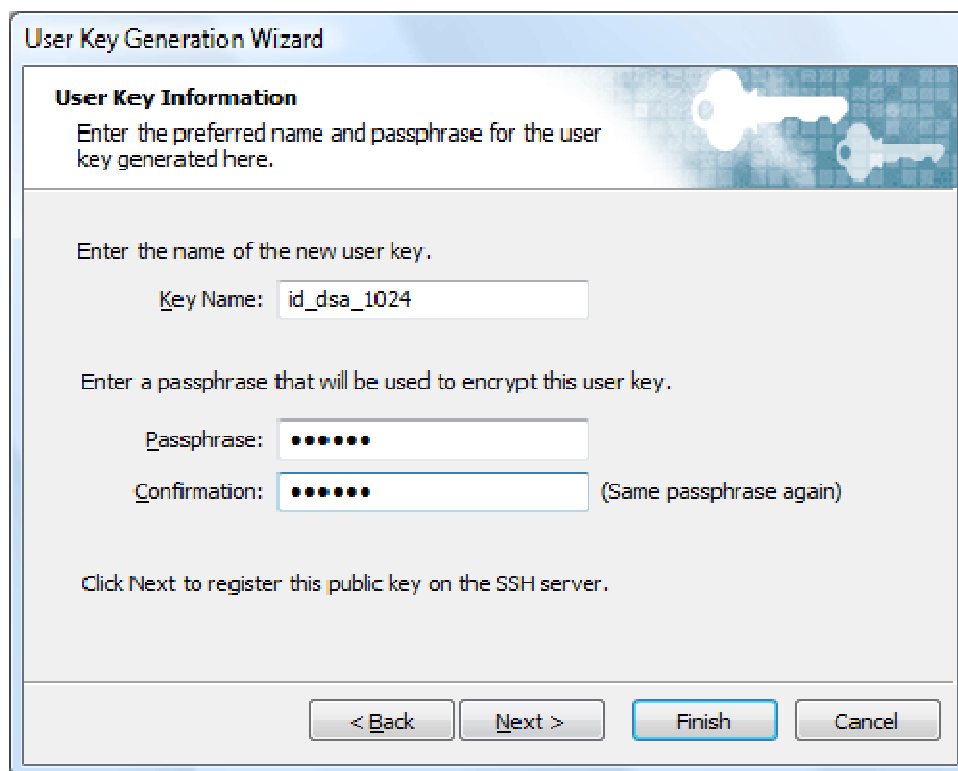 User Key Generation Wizard
User Key Information
Enter the preferred name and passphrase for the user
key generated here.
Enter the name of the new user key.
Key Name: id_dsa_1024
Enter a passphrase that will be used to encrypt this user key.
Passphrase: ••••••
Confirmation: •••••• (Same passphrase again)
Click Next to register this public key on the SSH server.
< Back Next > Finish Cancel